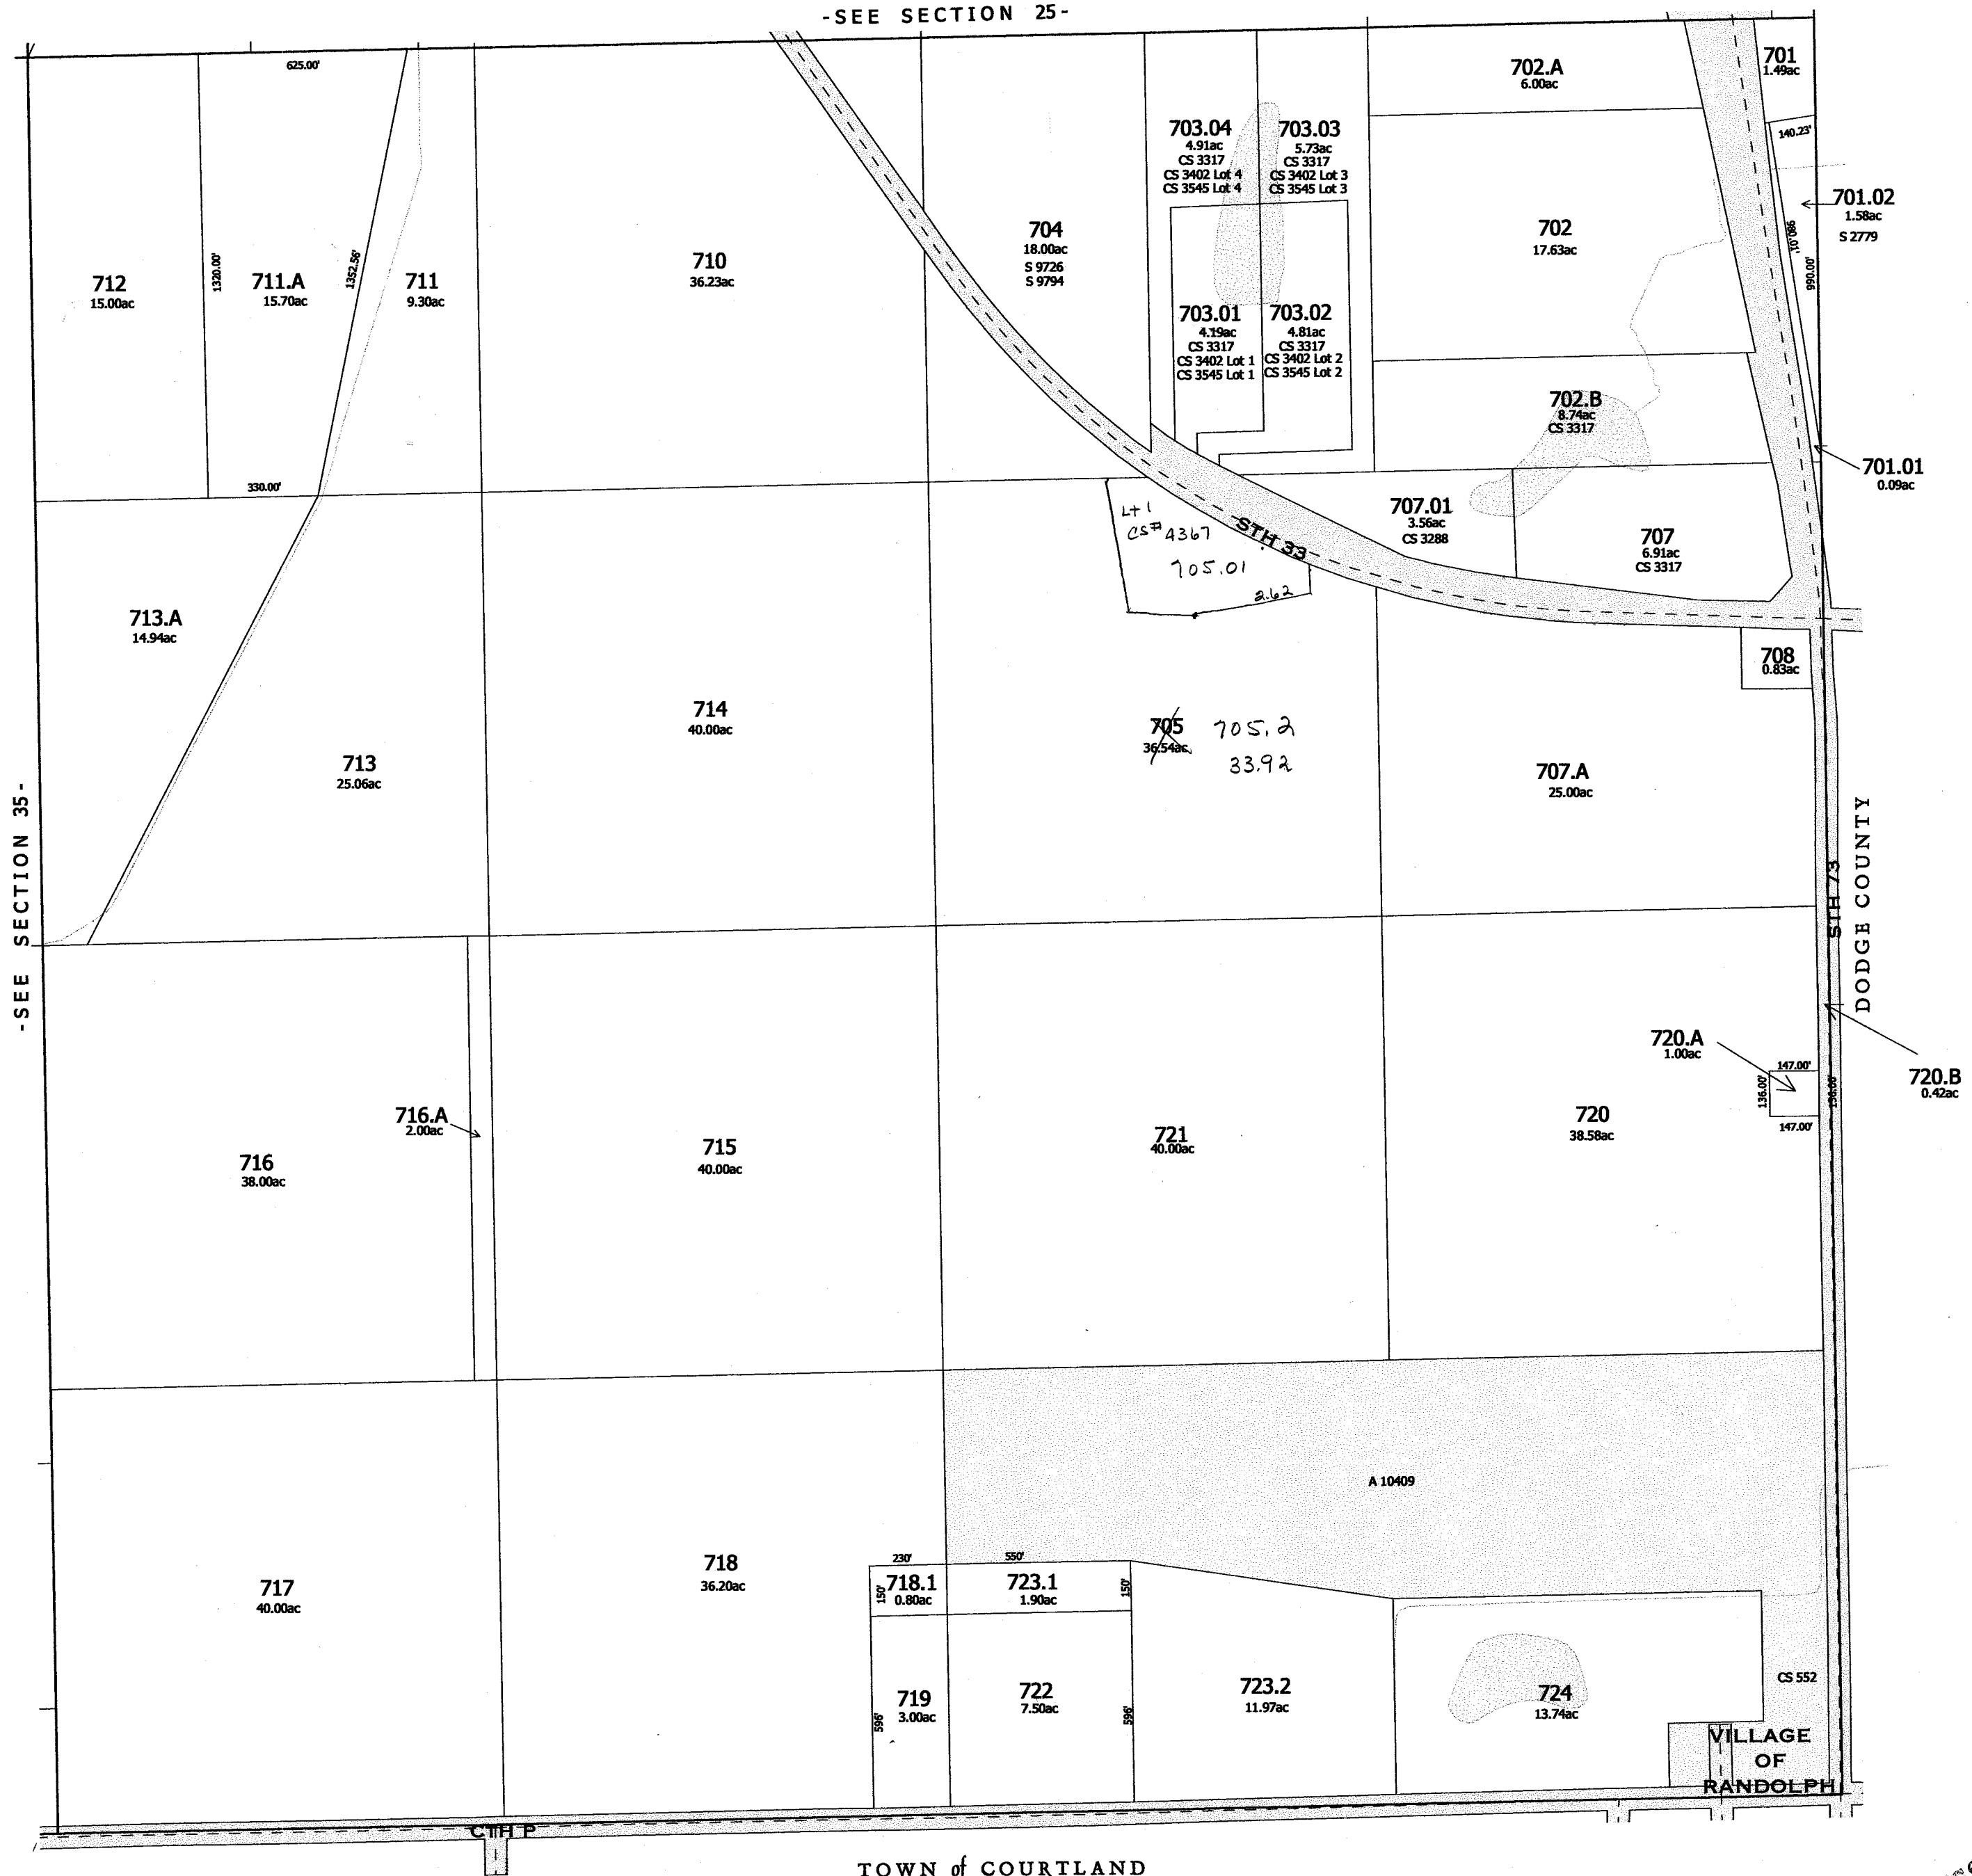 -SEE SECTION 25-
625.00'
712
15.00ac
1320.00'
711.A
15.70ac
1352.56'
711
9.30ac
330.00'
710
36.23ac
704
18.00ac
S 9726
S 9794
703.04
4.91ac
CS 3317
CS 3402 Lot 4
CS 3545 Lot 4
703.03
5.73ac
CS 3317
CS 3402 Lot 3
CS 3545 Lot 3
703.01
4.19ac
CS 3317
CS 3402 Lot 1
CS 3545 Lot 1
703.02
4.81ac
CS 3317
CS 3402 Lot 2
CS 3545 Lot 2
702.A
6.00ac
702
17.63ac
702.B
8.74ac
CS 3317
701
1.49ac
140.23'
701.02
1.58ac
S 2779
980.01'
990.00'
701.01
0.09ac
707.01
3.56ac
CS 3288
707
6.91ac
CS 3317
STH 33
Lt 1
CS# 4367
705.01
2.62
708
0.83ac
713.A
14.94ac
713
25.06ac
714
40.00ac
705
36.54ac
705.2
33.92
707.A
25.00ac
-SEE SECTION 35-
STH 73
DODGE COUNTY
716.A
2.00ac
716
38.00ac
715
40.00ac
721
40.00ac
720
38.58ac
720.A
1.00ac
147.00'
136.00'
136.00'
147.00'
720.B
0.42ac
A 10409
717
40.00ac
718
36.20ac
230'
550'
150'
718.1
0.80ac
723.1
1.90ac
150'
719
3.00ac
596'
722
7.50ac
596'
723.2
11.97ac
724
13.74ac
CS 552
VILLAGE
OF
RANDOLPH
CTH P
TOWN of COURTLAND